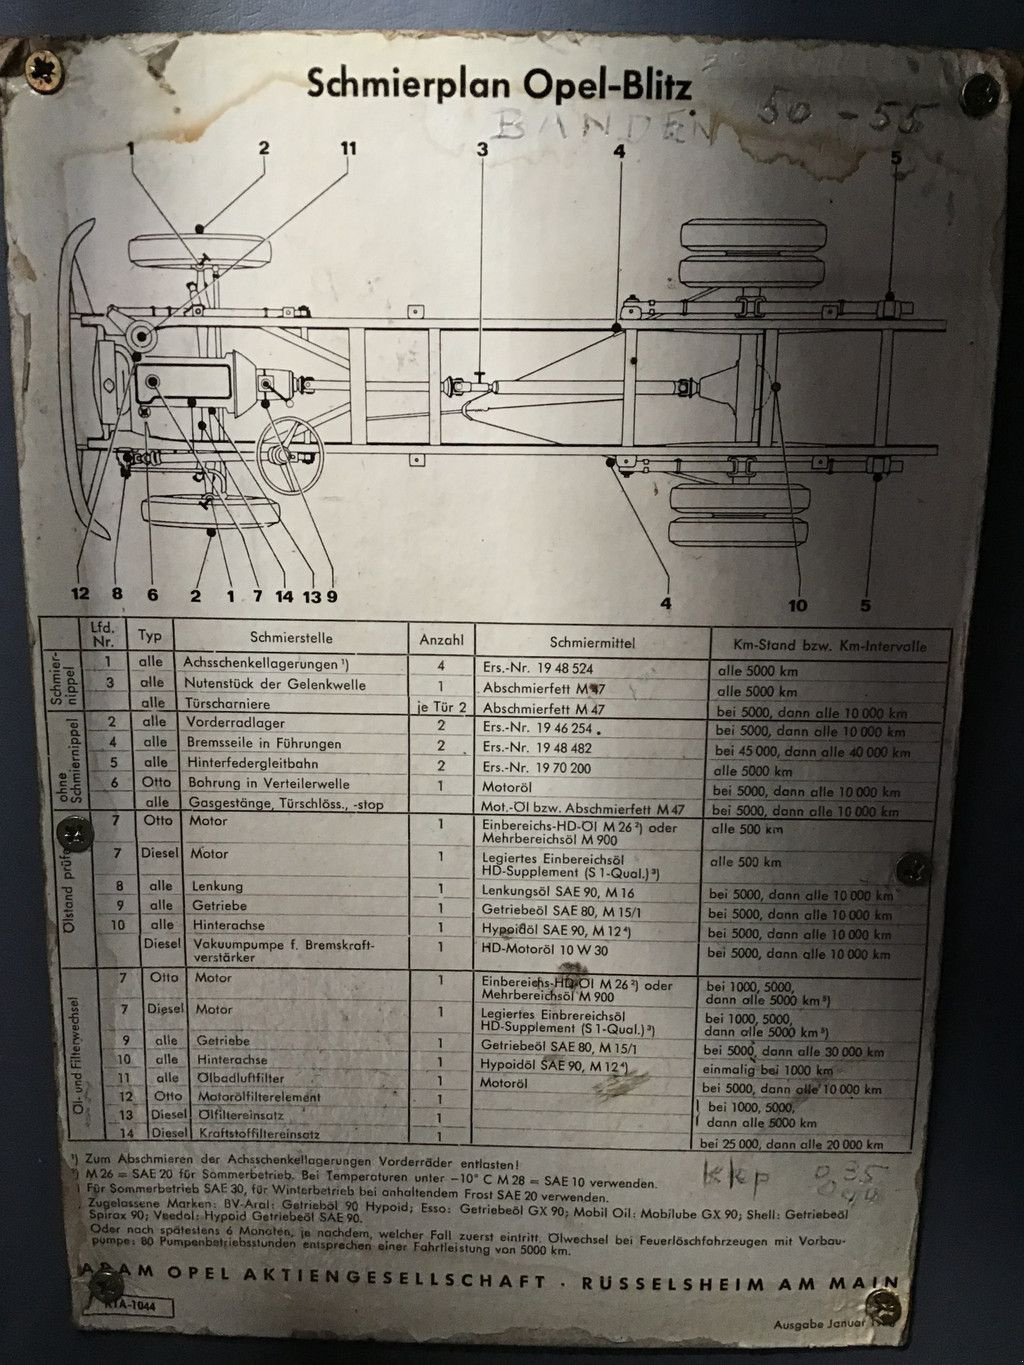 Schmierplan Opel-Blitz
BANDEN 50 - 55
1 2 11 3 4 5
12 8 6 2 1 7 14 13 9 4 10 5
Lfd. Nr. Typ Schmierstelle Anzahl Schmiermittel Km-Stand bzw. Km-Intervalle
Schmier-
nippel
1 alle Achsschenkellagerungen ¹) 4 Ers.-Nr. 19 48 524 alle 5000 km
3 alle Nutenstück der Gelenkwelle 1 Abschmierfett M 47 alle 5000 km
alle Türscharniere je Tür 2 Abschmierfett M 47 bei 5000, dann alle 10 000 km
ohne
Schmiernippel
2 alle Vorderradlager 2 Ers.-Nr. 19 46 254 bei 5000, dann alle 10 000 km
4 alle Bremsseile in Führungen 2 Ers.-Nr. 19 48 482 bei 45 000, dann alle 40 000 km
5 alle Hinterfedergleitbahn 2 Ers.-Nr. 19 70 200 alle 5000 km
6 Otto Bohrung in Verteilerwelle 1 Motoröl bei 5000, dann alle 10 000 km
alle Gasgestänge, Türschlöss., -stop Mot.-Öl bzw. Abschmierfett M 47 bei 5000, dann alle 10 000 km
Ölstand
7 Otto Motor 1 Einbereichs-HD-Öl M 26 ²) oder alle 500 km
Mehrbereichsöl M 900
7 Diesel Motor 1 Legiertes Einbereichsöl alle 500 km
HD-Supplement (S 1-Qual.) ³)
8 alle Lenkung 1 Lenkungsöl SAE 90, M 16 bei 5000, dann alle 10 000 km
9 alle Getriebe 1 Getriebeöl SAE 80, M 15/1 bei 5000, dann alle 10 000 km
10 alle Hinterachse 1 Hypoidöl SAE 90, M 12 ⁴) bei 5000, dann alle 10 000 km
Diesel Vakuumpumpe f. Bremskraft- 1 HD-Motoröl 10 W 30 bei 5000, dann alle 10 000 km
verstärker
Öl- und Filterwechsel
7 Otto Motor 1 Einbereichs-HD-Öl M 26 ²) oder bei 1000, 5000,
Mehrbereichsöl M 900 dann alle 5000 km ⁵)
7 Diesel Motor 1 Legiertes Einbrereichsöl bei 1000, 5000,
HD-Supplement (S 1-Qual.) ³) dann alle 5000 km ⁵)
9 alle Getriebe 1 Getriebeöl SAE 80, M 15/1 bei 5000, dann alle 30 000 km
10 alle Hinterachse 1 Hypoidöl SAE 90, M 12 ⁴) einmalig bei 1000 km
11 alle Ölbadluftfilter 1 Motoröl bei 5000, dann alle 10 000 km
12 Otto Motorölfilterelement 1 bei 1000, 5000,
13 Diesel Ölfiltereinsatz 1 dann alle 5000 km
14 Diesel Kraftstoffiltereinsatz 1 bei 25 000, dann alle 20 000 km
¹) Zum Abschmieren der Achsschenkellagerungen Vorderräder entlasten!
²) M 26 = SAE 20 für Sommerbetrieb. Bei Temperaturen unter −10° C M 28 = SAE 10 verwenden.
Für Sommerbetrieb SAE 30, für Winterbetrieb bei anhaltendem Frost SAE 20 verwenden.
Zugelassene Marken: BV-Aral: Getrieböl 90 Hypoid; Esso: Getriebeöl GX 90; Mobil Oil: Mobilube GX 90; Shell: Getriebeöl
Spirax 90; Veedol: Hypoid Getriebeöl SAE 90.
Oder nach spätestens 6 Monaten, je nachdem, welcher Fall zuerst eintritt. Ölwechsel bei Feuerlöschfahrzeugen mit Vorbau-
pumpe: 80 Pumpenbetriebsstunden entsprechen einer Fahrtleistung von 5000 km.
ADAM OPEL AKTIENGESELLSCHAFT · RÜSSELSHEIM AM MAIN
KTA-1044
Ausgabe Januar